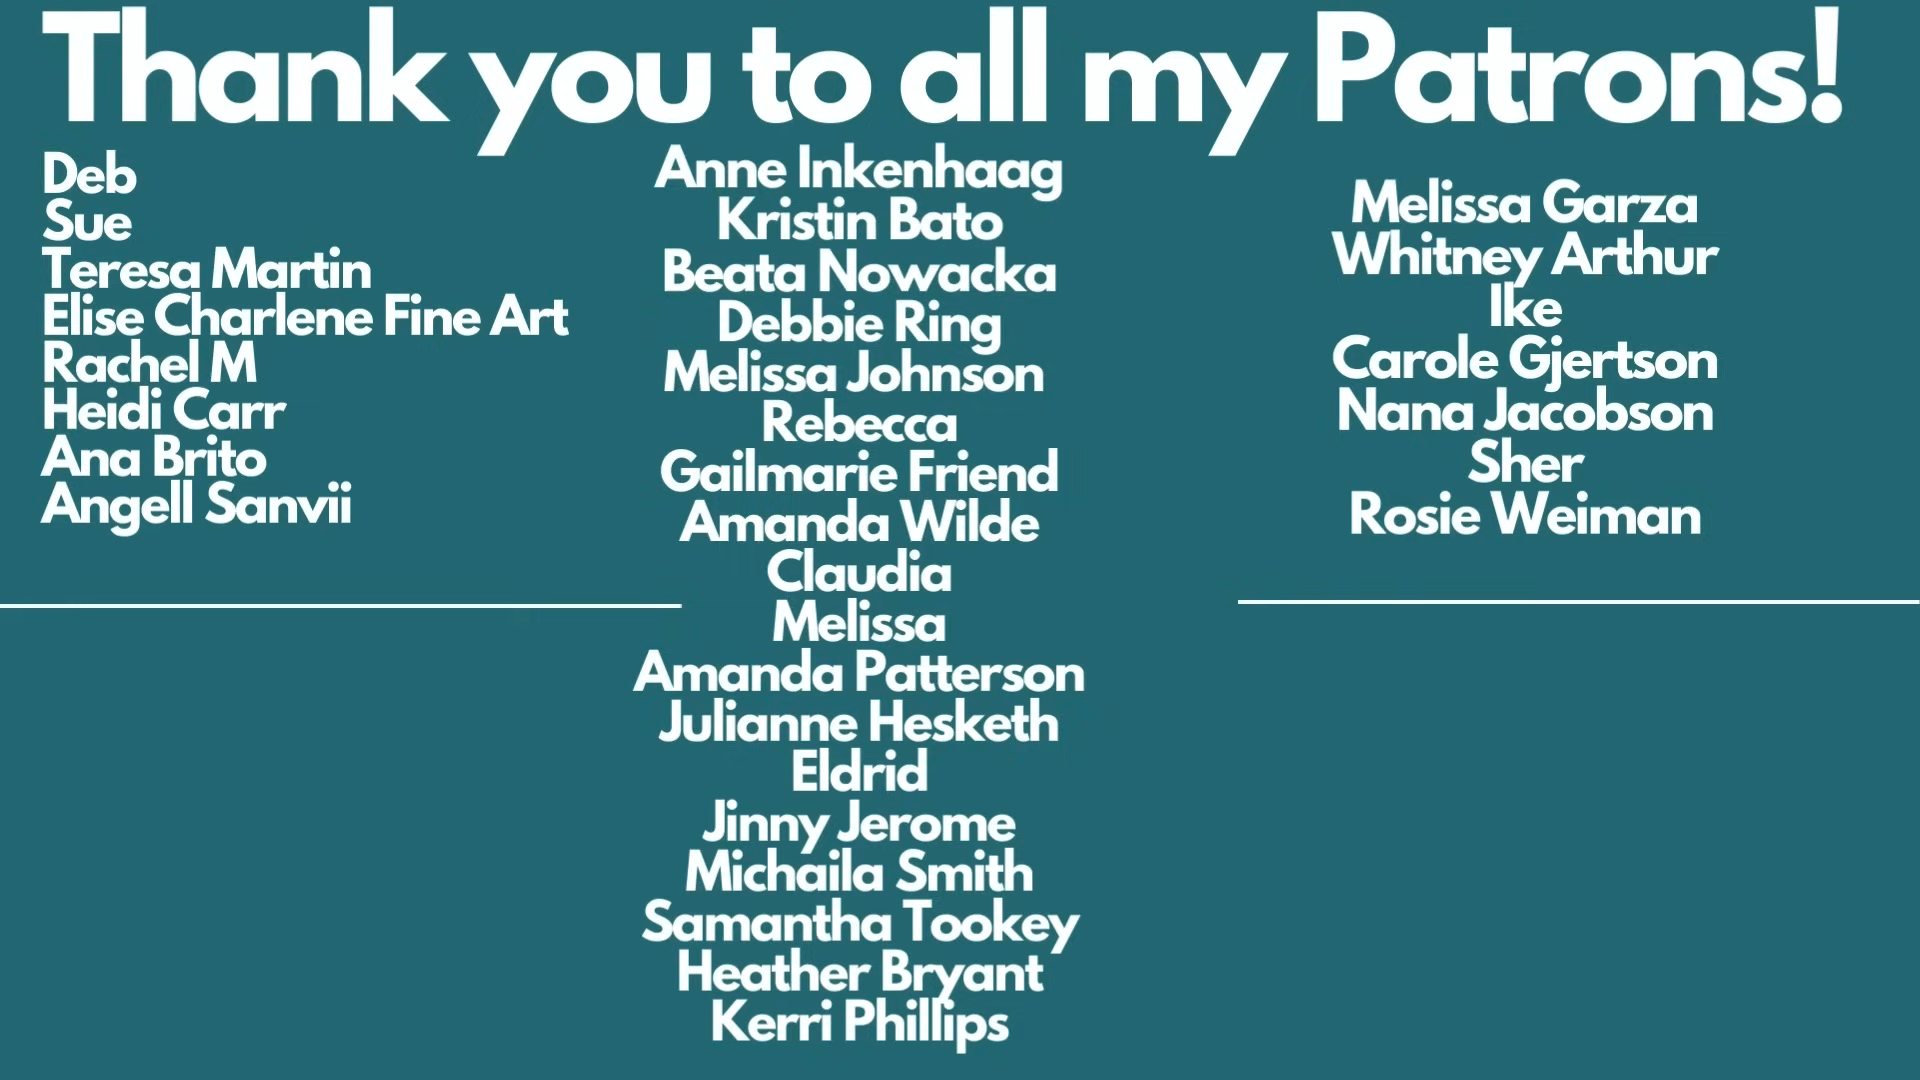 Thank you to all my Patrons!
Deb
Sue
Teresa Martin
Elise Charlene Fine Art
Rachel M
Heidi Carr
Ana Brito
Angell Sanvii
Anne Inkenhaag
Kristin Bato
Beata Nowacka
Debbie Ring
Melissa Johnson
Rebecca
Gailmarie Friend
Amanda Wilde
Claudia
Melissa
Amanda Patterson
Julianne Hesketh
Eldrid
Jinny Jerome
Michaila Smith
Samantha Tookey
Heather Bryant
Kerri Phillips
Melissa Garza
Whitney Arthur
Ike
Carole Gjertson
Nana Jacobson
Sher
Rosie Weiman